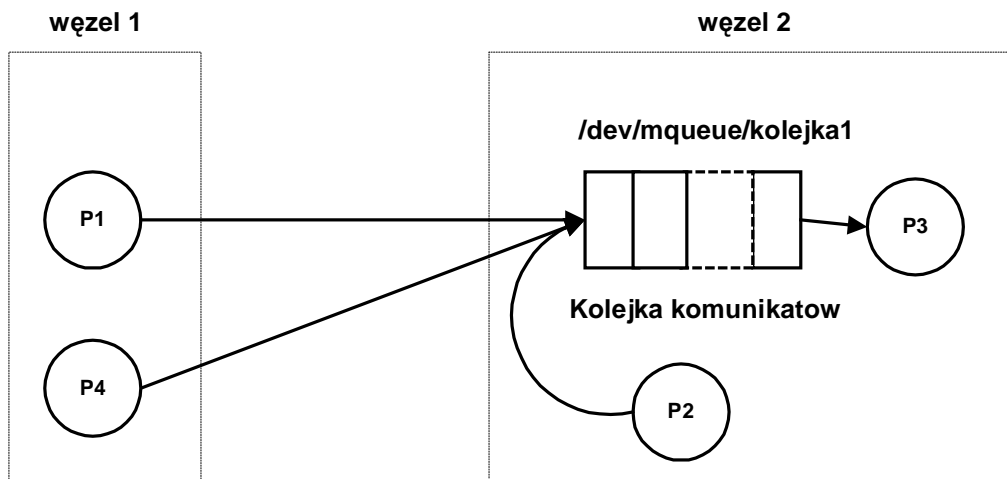 węzel 1
węzel 2
/dev/mqueue/kolejka1
P1
P3
Kolejka komunikatow
P4
P2